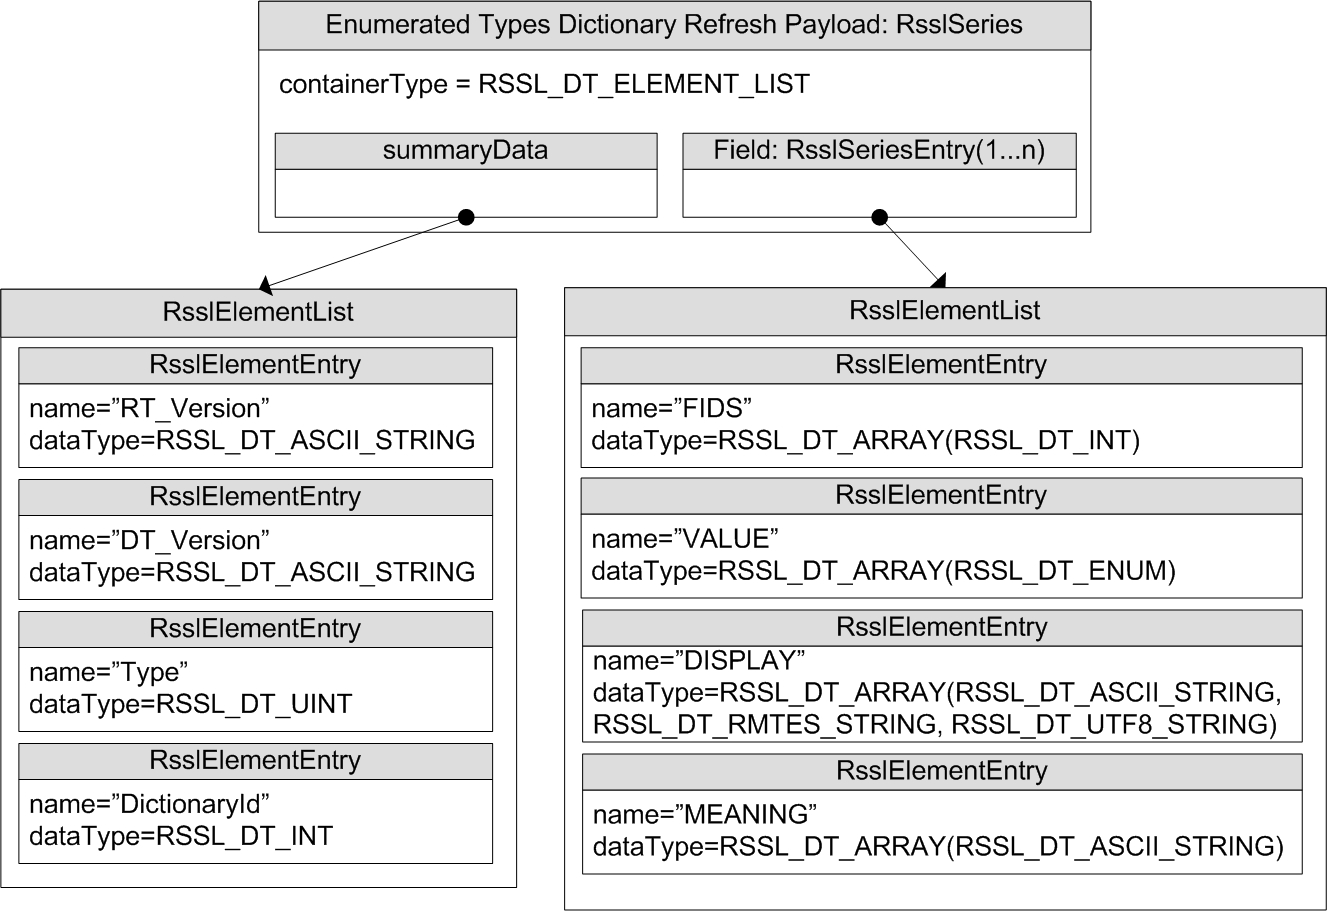 Enumerated Types Dictionary Refresh Payload: RsslSeries
containerType = RSSL_DT_ELEMENT_LIST
summaryData
Field: RsslSeriesEntry(1...n)
RsslElementList
RsslElementEntry
name=”RT_Version”
dataType=RSSL_DT_ASCII_STRING
RsslElementEntry
name=”DT_Version”
dataType=RSSL_DT_ASCII_STRING
RsslElementEntry
name=”Type”
dataType=RSSL_DT_UINT
RsslElementEntry
name=”DictionaryId”
dataType=RSSL_DT_INT
RsslElementList
RsslElementEntry
name=”FIDS”
dataType=RSSL_DT_ARRAY(RSSL_DT_INT)
RsslElementEntry
name=”VALUE”
dataType=RSSL_DT_ARRAY(RSSL_DT_ENUM)
RsslElementEntry
name=”DISPLAY”
dataType=RSSL_DT_ARRAY(RSSL_DT_ASCII_STRING,
RSSL_DT_RMTES_STRING, RSSL_DT_UTF8_STRING)
RsslElementEntry
name=”MEANING”
dataType=RSSL_DT_ARRAY(RSSL_DT_ASCII_STRING)